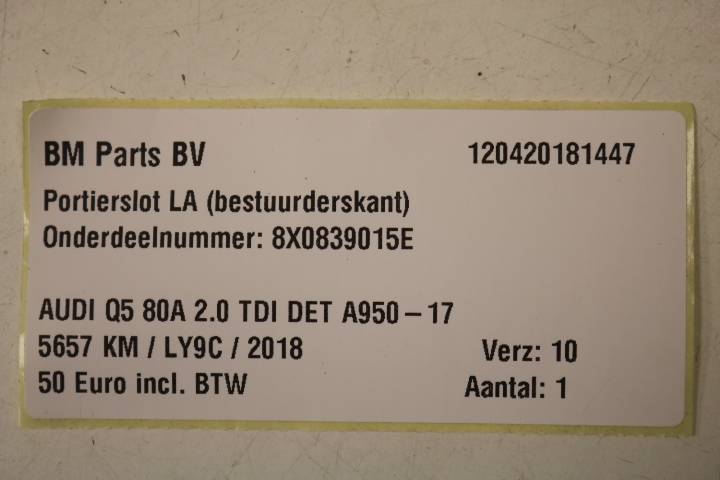 BM Parts BV 120420181447
Portierslot LA (bestuurderskant)
Onderdeelnummer: 8X0839015E
AUDI Q5 80A 2.0 TDI DET A950-17
5657 KM / LY9C / 2018 Verz: 10
50 Euro incl. BTW Aantal: 1